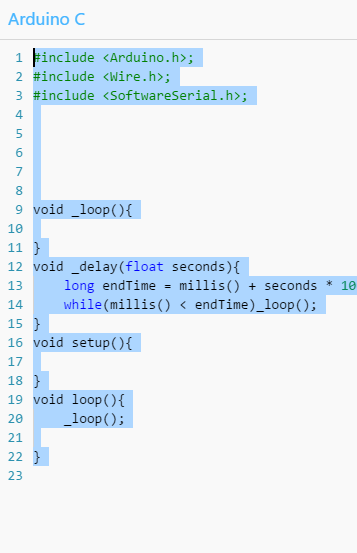 Arduino C
1 #include <Arduino.h>;
2 #include <Wire.h>;
3 #include <SoftwareSerial.h>;
4
5
6
7
8
9 void _loop(){
10
11 }
12 void _delay(float seconds){
13     long endTime = millis() + seconds * 10
14     while(millis() < endTime)_loop();
15 }
16 void setup(){
17
18 }
19 void loop(){
20     _loop();
21
22 }
23